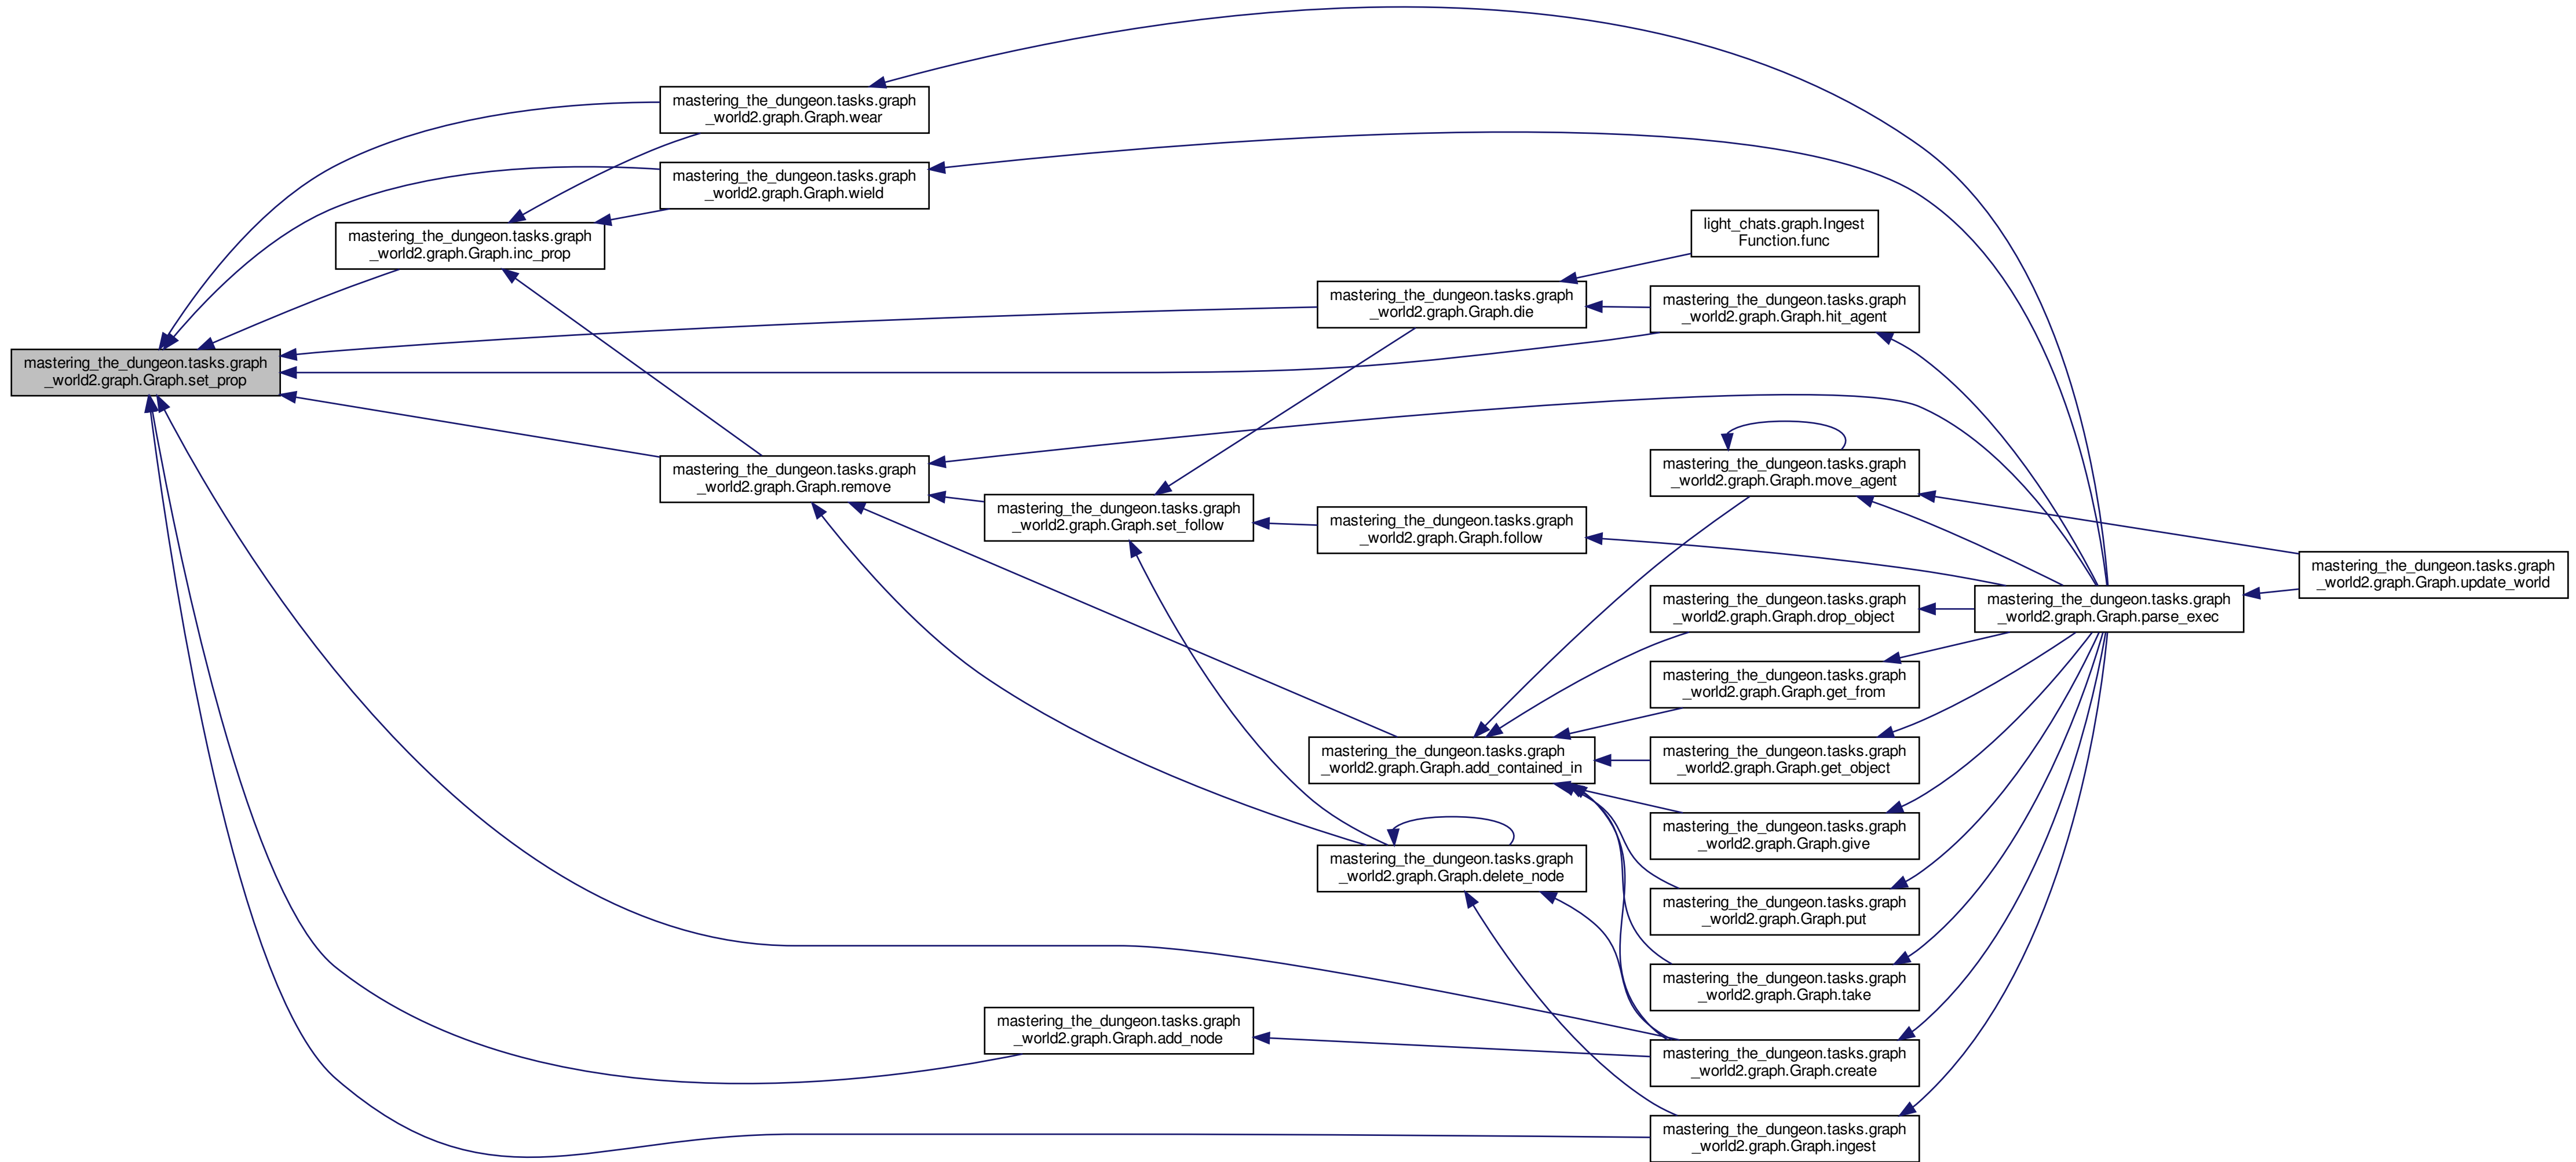 mastering_the_dungeon.tasks.graph
_world2.graph.Graph.wear
mastering_the_dungeon.tasks.graph
_world2.graph.Graph.wield
light_chats.graph.Ingest
Function.func
mastering_the_dungeon.tasks.graph
_world2.graph.Graph.inc_prop
mastering_the_dungeon.tasks.graph
_world2.graph.Graph.die
mastering_the_dungeon.tasks.graph
_world2.graph.Graph.hit_agent
mastering_the_dungeon.tasks.graph
_world2.graph.Graph.set_prop
mastering_the_dungeon.tasks.graph
_world2.graph.Graph.move_agent
mastering_the_dungeon.tasks.graph
_world2.graph.Graph.remove
mastering_the_dungeon.tasks.graph
_world2.graph.Graph.set_follow
mastering_the_dungeon.tasks.graph
_world2.graph.Graph.follow
mastering_the_dungeon.tasks.graph
_world2.graph.Graph.update_world
mastering_the_dungeon.tasks.graph
_world2.graph.Graph.drop_object
mastering_the_dungeon.tasks.graph
_world2.graph.Graph.parse_exec
mastering_the_dungeon.tasks.graph
_world2.graph.Graph.get_from
mastering_the_dungeon.tasks.graph
_world2.graph.Graph.add_contained_in
mastering_the_dungeon.tasks.graph
_world2.graph.Graph.get_object
mastering_the_dungeon.tasks.graph
_world2.graph.Graph.give
mastering_the_dungeon.tasks.graph
_world2.graph.Graph.delete_node
mastering_the_dungeon.tasks.graph
_world2.graph.Graph.put
mastering_the_dungeon.tasks.graph
_world2.graph.Graph.take
mastering_the_dungeon.tasks.graph
_world2.graph.Graph.add_node
mastering_the_dungeon.tasks.graph
_world2.graph.Graph.create
mastering_the_dungeon.tasks.graph
_world2.graph.Graph.ingest